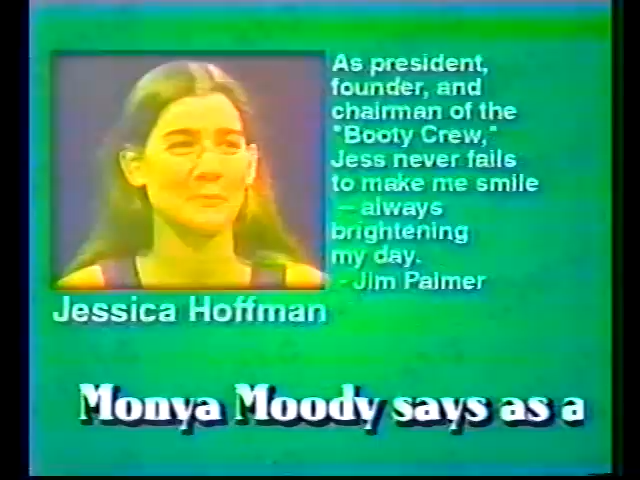 As president,
founder, and
chairman of the
"Booty Crew,"
Jess never fails
to make me smile
-- always
brightening
my day.
- Jim Palmer
Jessica Hoffman
Monya Moody says as a